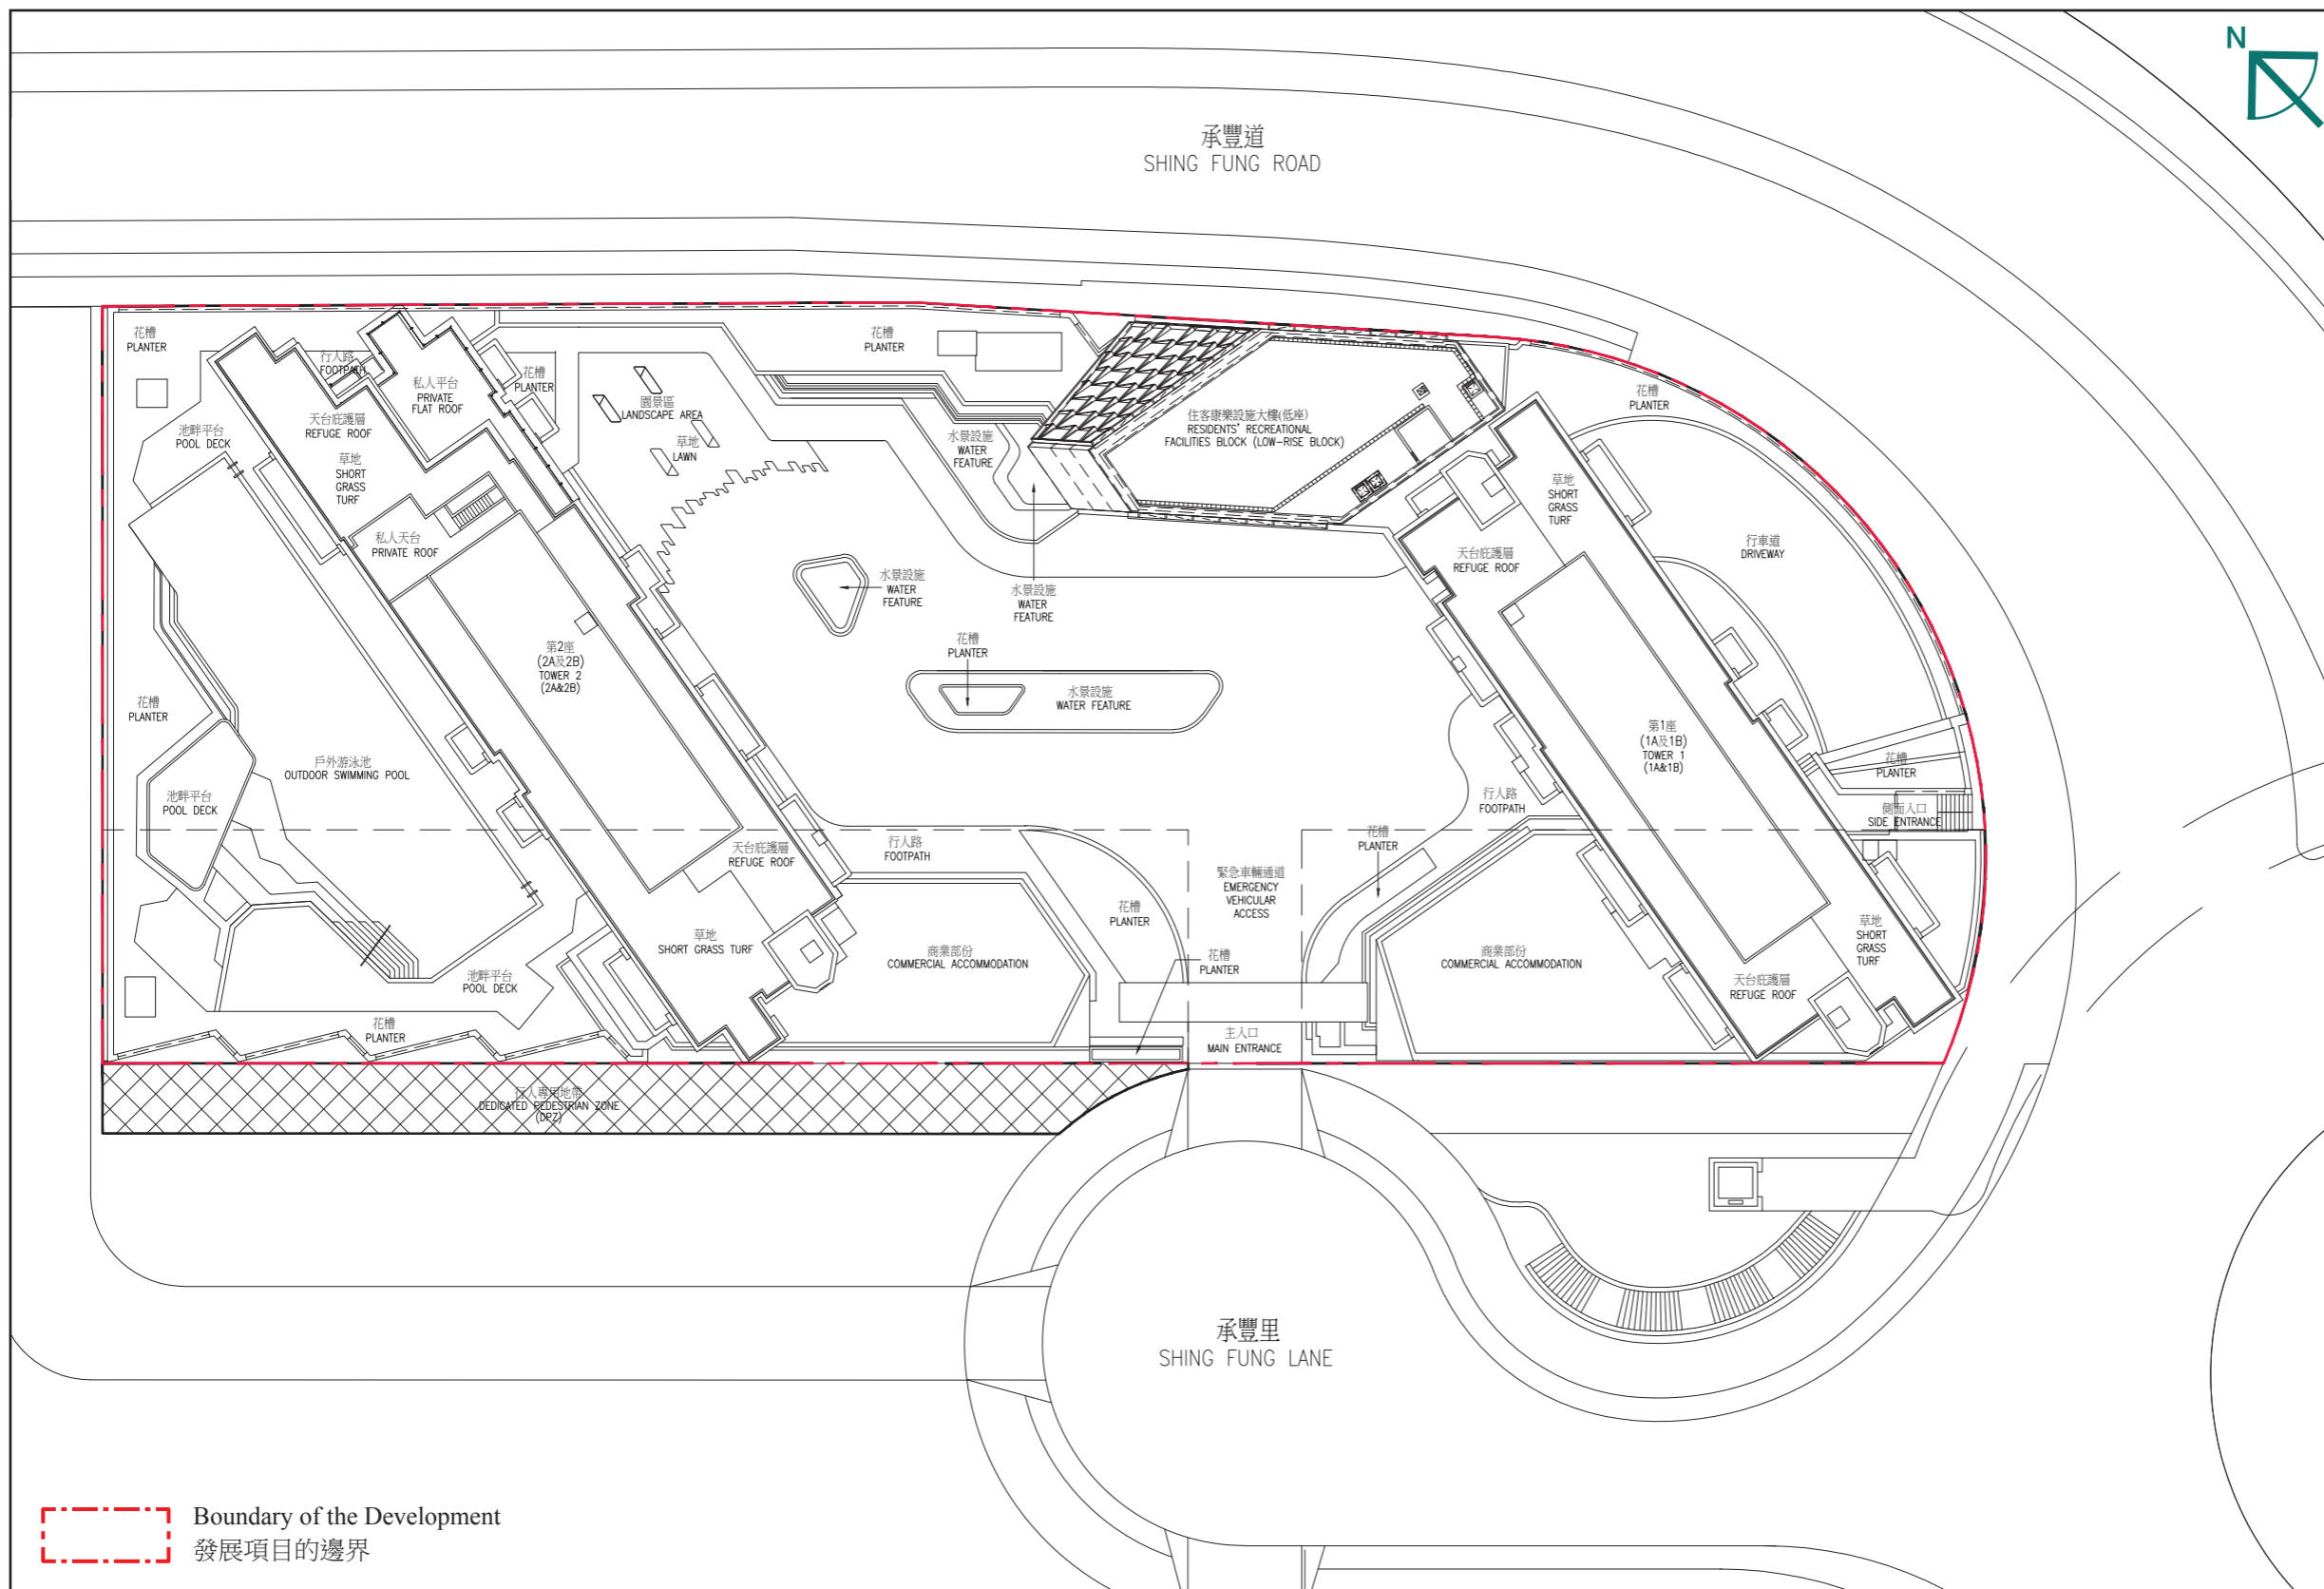 N
承豐道
SHING FUNG ROAD
花槽
PLANTER
行人路
FOOTPATH
私人平台
PRIVATE
FLAT ROOF
花槽
PLANTER
花槽
PLANTER
園景區
LANDSCAPE AREA
草地
LAWN
天台庇護層
REFUGE ROOF
池畔平台
POOL DECK
草地
SHORT
GRASS
TURF
私人天台
PRIVATE ROOF
水景設施
WATER
FEATURE
住客康樂設施大樓(低座)
RESIDENTS' RECREATIONAL
FACILITIES BLOCK (LOW-RISE BLOCK)
花槽
PLANTER
草地
SHORT
GRASS
TURF
天台庇護層
REFUGE ROOF
行車道
DRIVEWAY
水景設施
WATER
FEATURE
水景設施
WATER
FEATURE
花槽
PLANTER
水景設施
WATER FEATURE
第2座
(2A及2B)
TOWER 2
(2A&2B)
花槽
PLANTER
戶外游泳池
OUTDOOR SWIMMING POOL
池畔平台
POOL DECK
第1座
(1A及1B)
TOWER 1
(1A&1B)
花槽
PLANTER
側面入口
SIDE ENTRANCE
行人路
FOOTPATH
花槽
PLANTER
天台庇護層
REFUGE ROOF
行人路
FOOTPATH
緊急車輛通道
EMERGENCY
VEHICULAR
ACCESS
花槽
PLANTER
草地
SHORT GRASS TURF
商業部份
COMMERCIAL ACCOMMODATION
花槽
PLANTER
商業部份
COMMERCIAL ACCOMMODATION
草地
SHORT
GRASS
TURF
天台庇護層
REFUGE ROOF
池畔平台
POOL DECK
花槽
PLANTER
主入口
MAIN ENTRANCE
行人專用地帶
DEDICATED PEDESTRIAN ZONE
(DPZ)
承豐里
SHING FUNG LANE
Boundary of the Development
發展項目的邊界